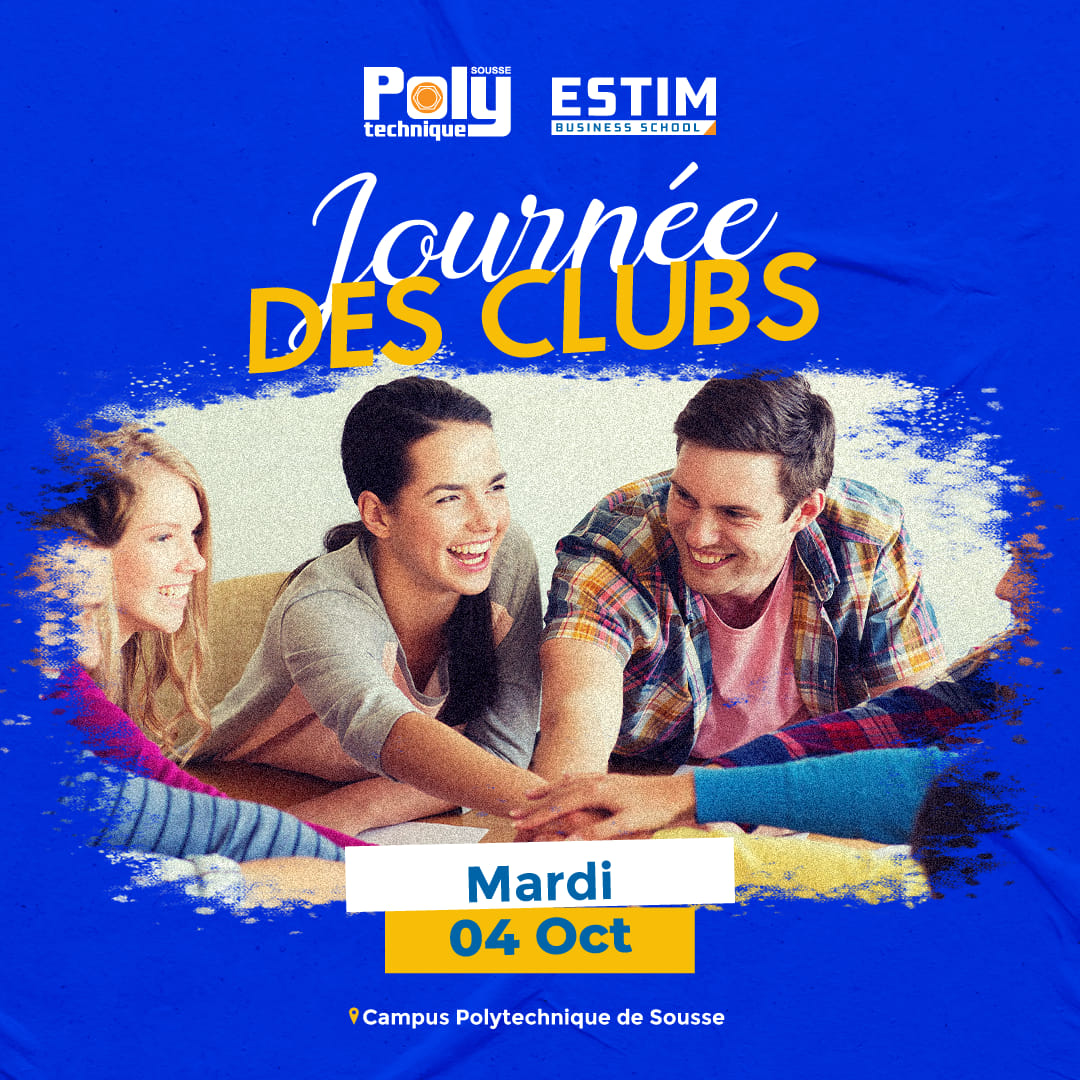 Poly SOUSSE
technique
ESTIM
BUSINESS SCHOOL
Journée
DES CLUBS
Mardi
04 Oct
Campus Polytechnique de Sousse